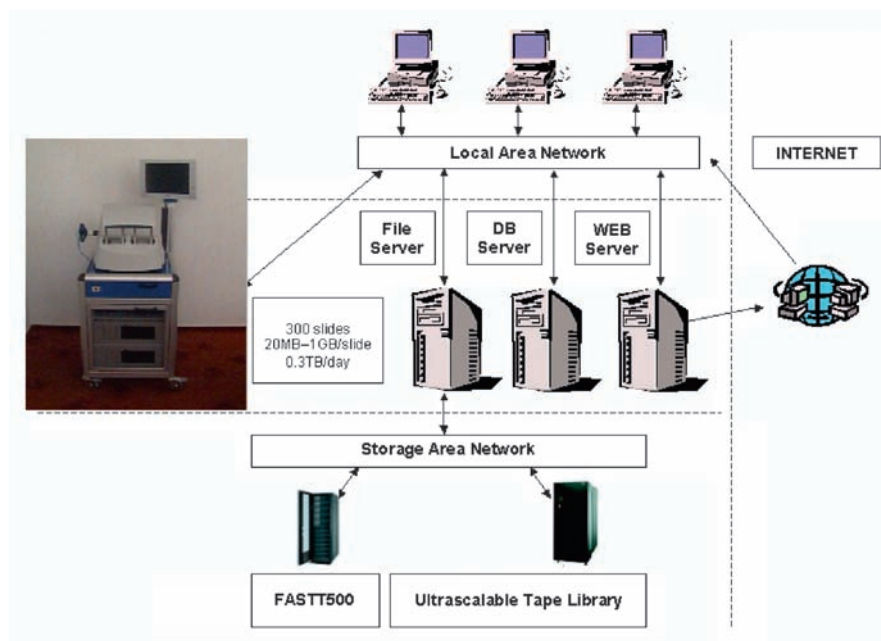 Local Area Network
INTERNET
File
Server
DB
Server
WEB
Server
300 slides
20MB–1GB/slide
0.3TB/day
Storage Area Network
FASTT500
Ultrascalable Tape Library